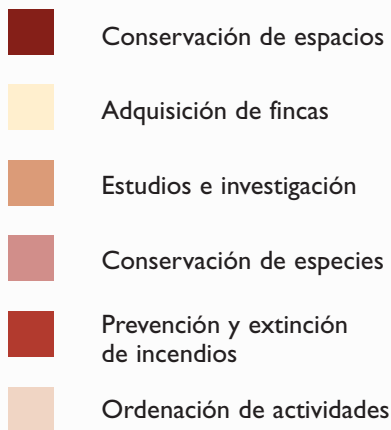 Conservación de espacios
Adquisición de fincas
Estudios e investigación
Conservación de especies
Prevención y extinción
de incendios
Ordenación de actividades